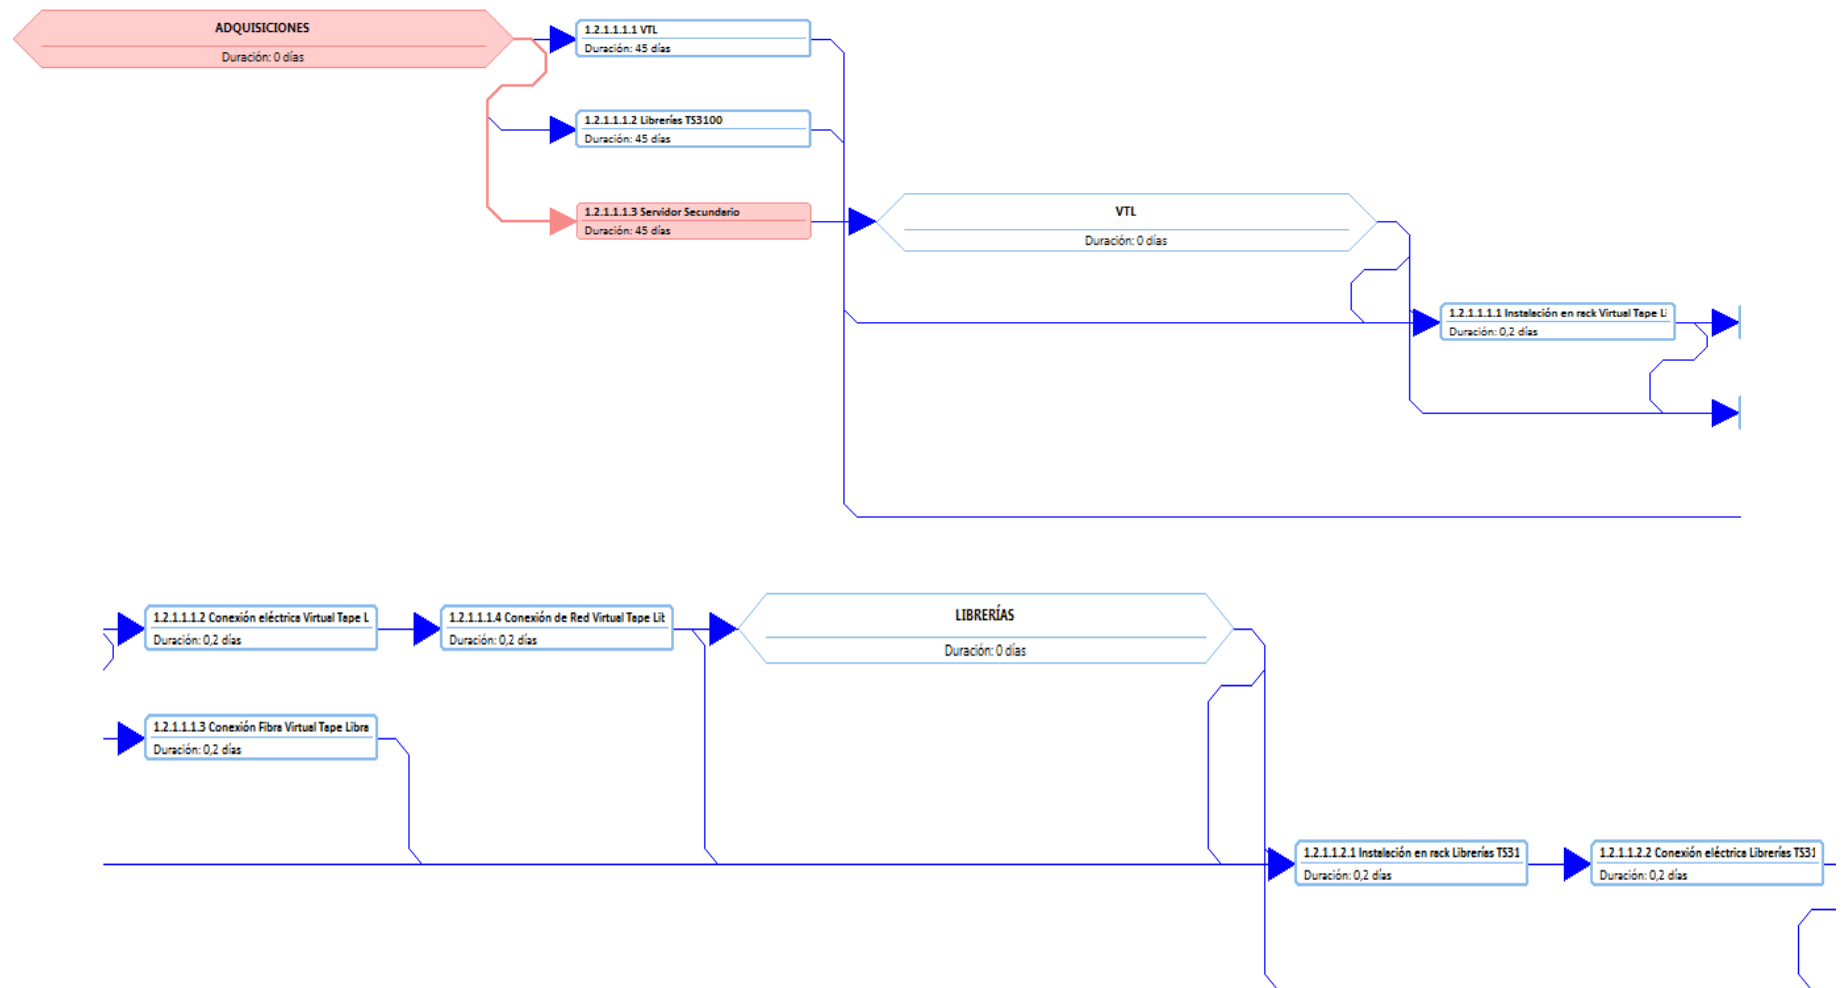 ADQUISICIONES
Duración: 0 días
1.2.1.1.1.1 VTL
Duración: 45 días
1.2.1.1.1.2 Librerías TS3100
Duración: 45 días
1.2.1.1.1.3 Servidor Secundario
Duración: 45 días
VTL
Duración: 0 días
1.2.1.1.1.1 Instalación en rack Virtual Tape Li
Duración: 0,2 días
1.2.1.1.1.2 Conexión eléctrica Virtual Tape L
Duración: 0,2 días
1.2.1.1.1.4 Conexión de Red Virtual Tape Lib
Duración: 0,2 días
LIBRERÍAS
Duración: 0 días
1.2.1.1.1.3 Conexión Fibra Virtual Tape Libra
Duración: 0,2 días
1.2.1.1.2.1 Instalación en rack Librerías TS31
Duración: 0,2 días
1.2.1.1.2.2 Conexión eléctrica Librerías TS31
Duración: 0,2 días